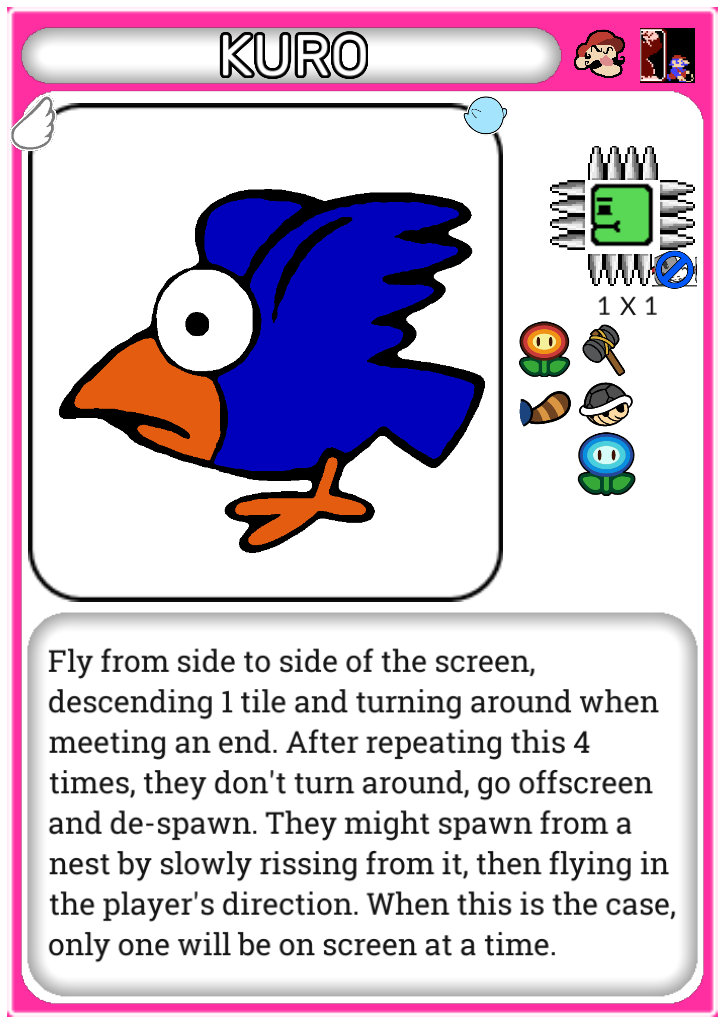 KURO
1 X 1
Fly from side to side of the screen,
descending 1 tile and turning around when
meeting an end. After repeating this 4
times, they don't turn around, go offscreen
and de-spawn. They might spawn from a
nest by slowly rissing from it, then flying in
the player's direction. When this is the case,
only one will be on screen at a time.